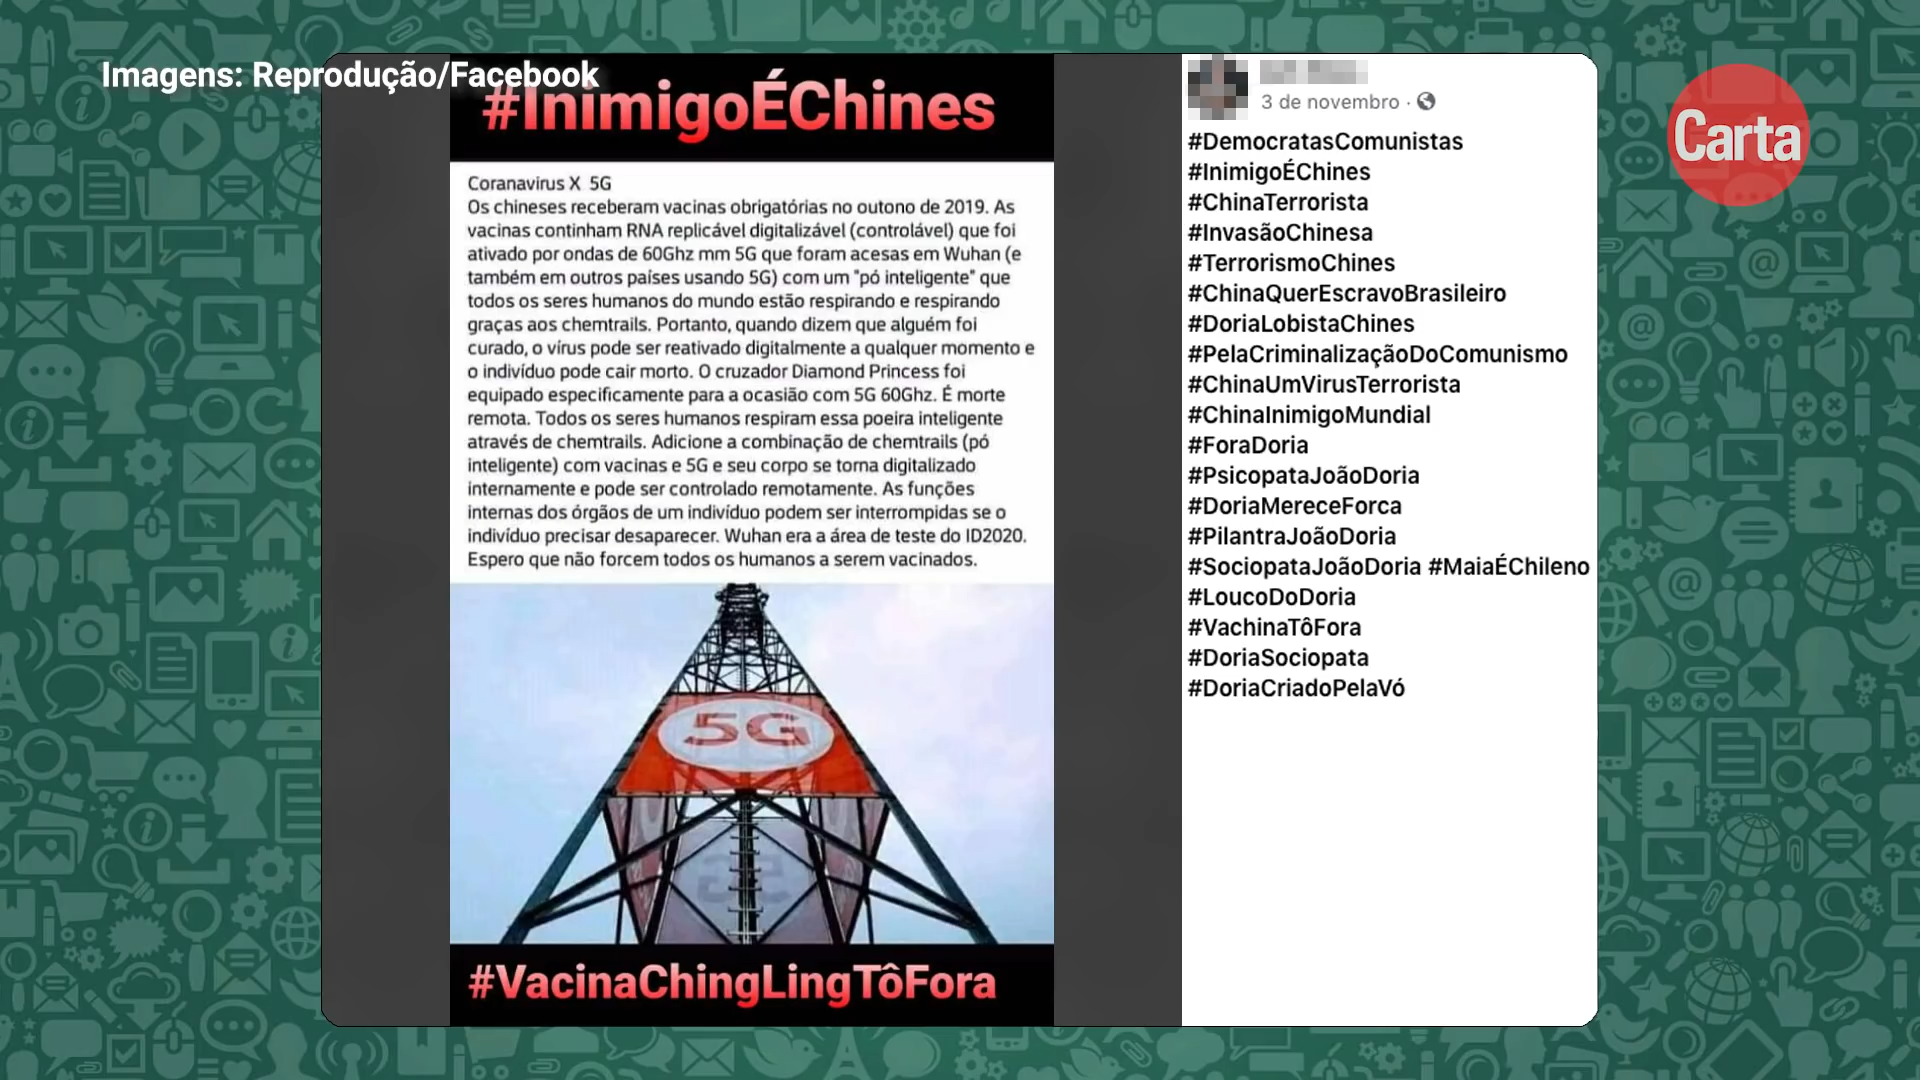 Imagens: Reprodução/Facebook
#InimigoÉChines
Coranavirus X 5G
Os chineses receberam vacinas obrigatórias no outono de 2019. As
vacinas continham RNA replicável digitalizável (controlável) que foi
ativado por ondas de 60Ghz mm 5G que foram acesas em Wuhan (e
também em outros países usando 5G) com um "pó inteligente" que
todos os seres humanos do mundo estão respirando e respirando
graças aos chemtrails. Portanto, quando dizem que alguém foi
curado, o vírus pode ser reativado digitalmente a qualquer momento e
o indivíduo pode cair morto. O cruzador Diamond Princess foi
equipado especificamente para a ocasião com 5G 60Ghz. É morte
remota. Todos os seres humanos respiram essa poeira inteligente
através de chemtrails. Adicione a combinação de chemtrails (pó
inteligente) com vacinas e 5G e seu corpo se torna digitalizado
internamente e pode ser controlado remotamente. As funções
internas dos órgãos de um indivíduo podem ser interrompidas se o
indivíduo precisar desaparecer. Wuhan era a área de teste do ID2020.
Espero que não forcem todos os humanos a serem vacinados.
5G
5G
#VacinaChingLingTôFora
3 de novembro ·
#DemocratasComunistas
#InimigoÉChines
#ChinaTerrorista
#InvasãoChinesa
#TerrorismoChines
#ChinaQuerEscravoBrasileiro
#DoriaLobistaChines
#PelaCriminalizaçãoDoComunismo
#ChinaUmVirusTerrorista
#ChinaInimigoMundial
#ForaDoria
#PsicopataJoãoDoria
#DoriaMereceForca
#PilantraJoãoDoria
#SociopataJoãoDoria #MaiaÉChileno
#LoucoDoDoria
#VachinaTôFora
#DoriaSociopata
#DoriaCriadoPelaVó
Carta